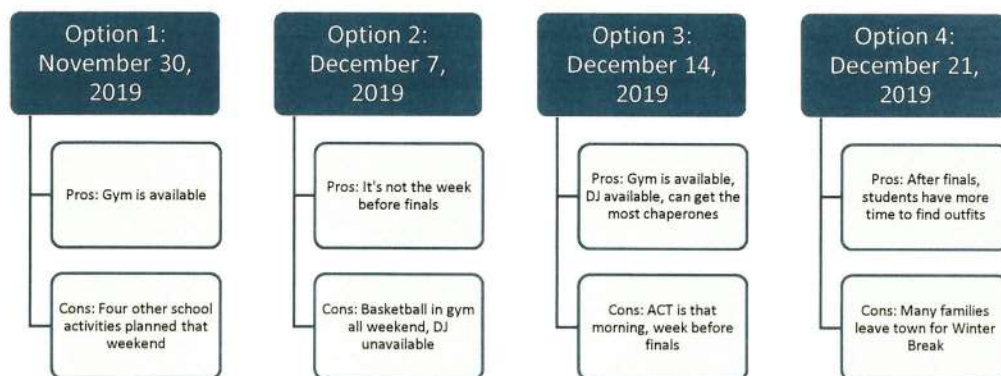 Option 1:
November 30,
2019
Pros: Gym is available
Cons: Four other school
activities planned that
weekend
Option 2:
December 7,
2019
Pros: It's not the week
before finals
Cons: Basketball in gym
all weekend, DJ
unavailable
Option 3:
December 14,
2019
Pros: Gym is available,
DJ available, can get the
most chaperones
Cons: ACT is that
morning, week before
finals
Option 4:
December 21,
2019
Pros: After finals,
students have more
time to find outfits
Cons: Many families
leave town for Winter
Break